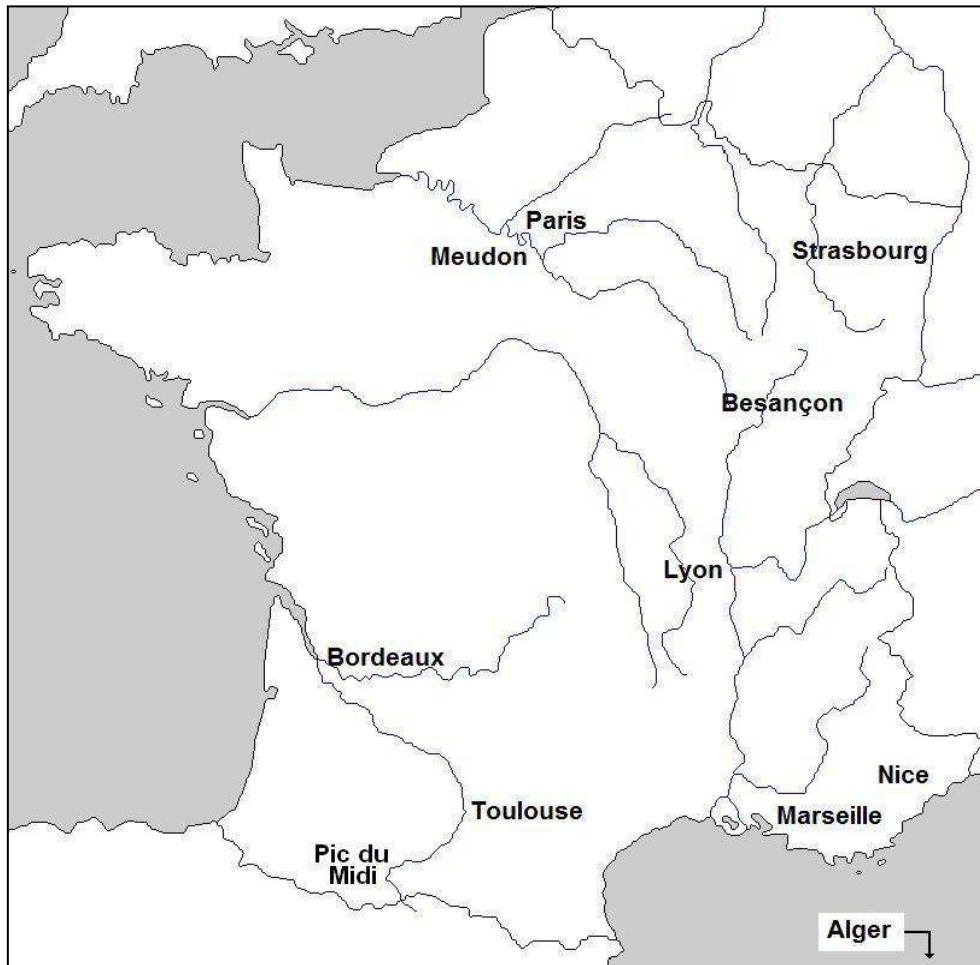 Paris
Meudon
Strasbourg
Besançon
Lyon
Bordeaux
Nice
Toulouse
Marseille
Pic du
Midi
Alger